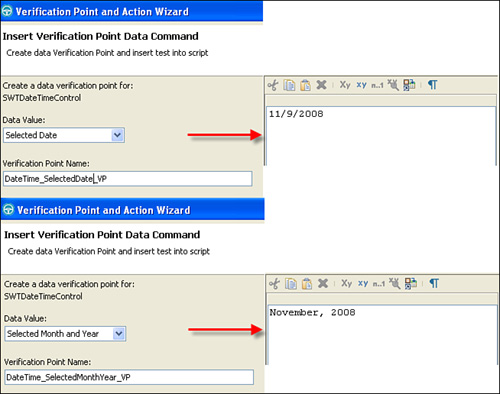 Verification Point and Action Wizard
Insert Verification Point Data Command
Create data Verification Point and insert test into script
Create a data verification point for:
SWTDateTimeControl
Data Value:
Selected Date
Verification Point Name:
DateTime_SelectedDate_VP
Xy xy n..1 ¶
11/9/2008
Verification Point and Action Wizard
Insert Verification Point Data Command
Create data Verification Point and insert test into script
Create a data verification point for:
SWTDateTimeControl
Data Value:
Selected Month and Year
Verification Point Name:
DateTime_SelectedMonthYear_VP
Xy xy n..1 ¶
November, 2008